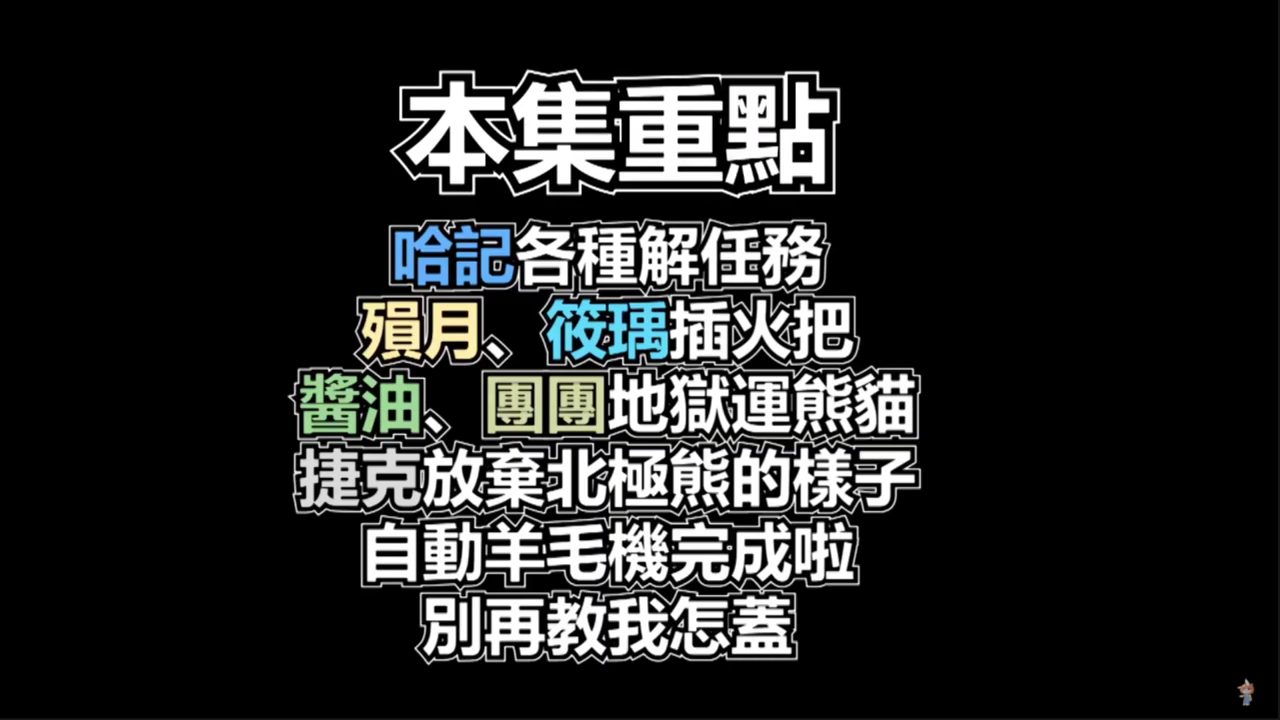 本集重點
哈記各種解任務
殞月、筱瑀插火把
醬油、團團地獄運熊貓
捷克放棄北極熊的樣子
自動羊毛機完成啦
別再教我怎蓋